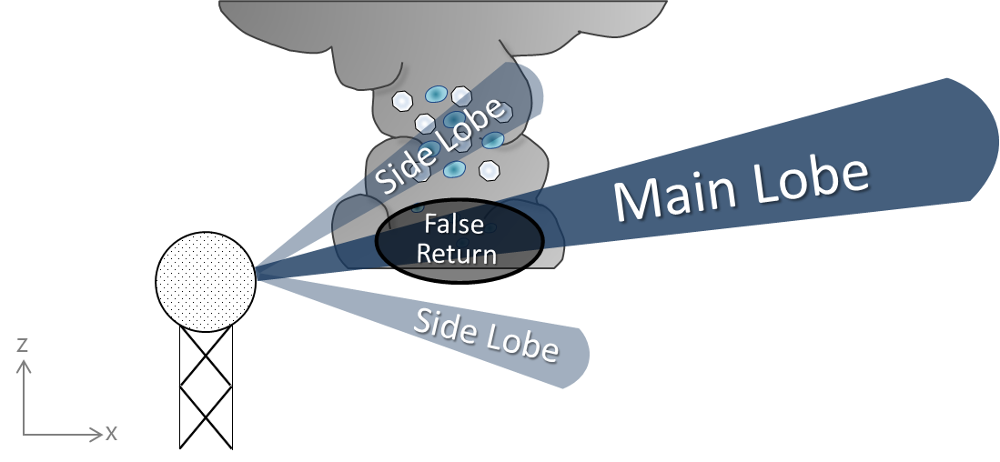 Side Lobe
Main Lobe
False
Return
Side Lobe
Z
X